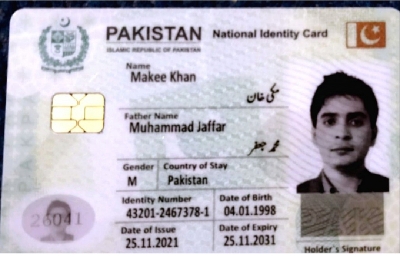 PAKISTAN National Identity Card
ISLAMIC REPUBLIC OF PAKISTAN
Name
Makee Khan
مکی خان
Father Name
Muhammad Jaffar
محمد جعفر
Gender Country of Stay
M Pakistan
Identity Number Date of Birth
43201-2467378-1 04.01.1998
Date of Issue Date of Expiry
25.11.2021 25.11.2031
26041
Holder's Signature